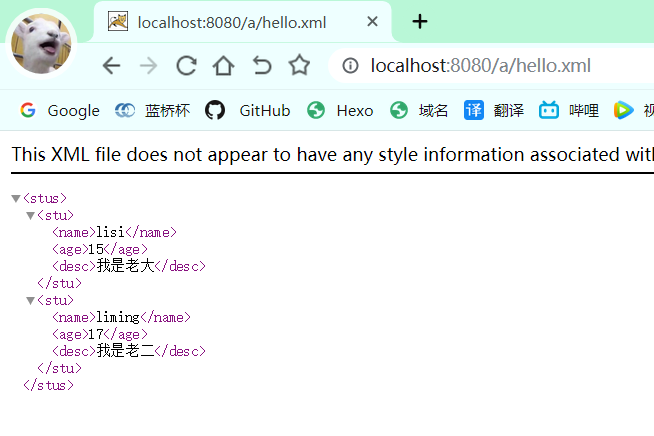 localhost:8080/a/hello.xml
localhost:8080/a/hello.xml
Google 蓝桥杯 GitHub Hexo 域名 译 翻译 哔哩
This XML file does not appear to have any style information associated
<stus>
<stu>
<name>lisi</name>
<age>15</age>
<desc>我是老大</desc>
</stu>
<stu>
<name>liming</name>
<age>17</age>
<desc>我是老二</desc>
</stu>
</stus>